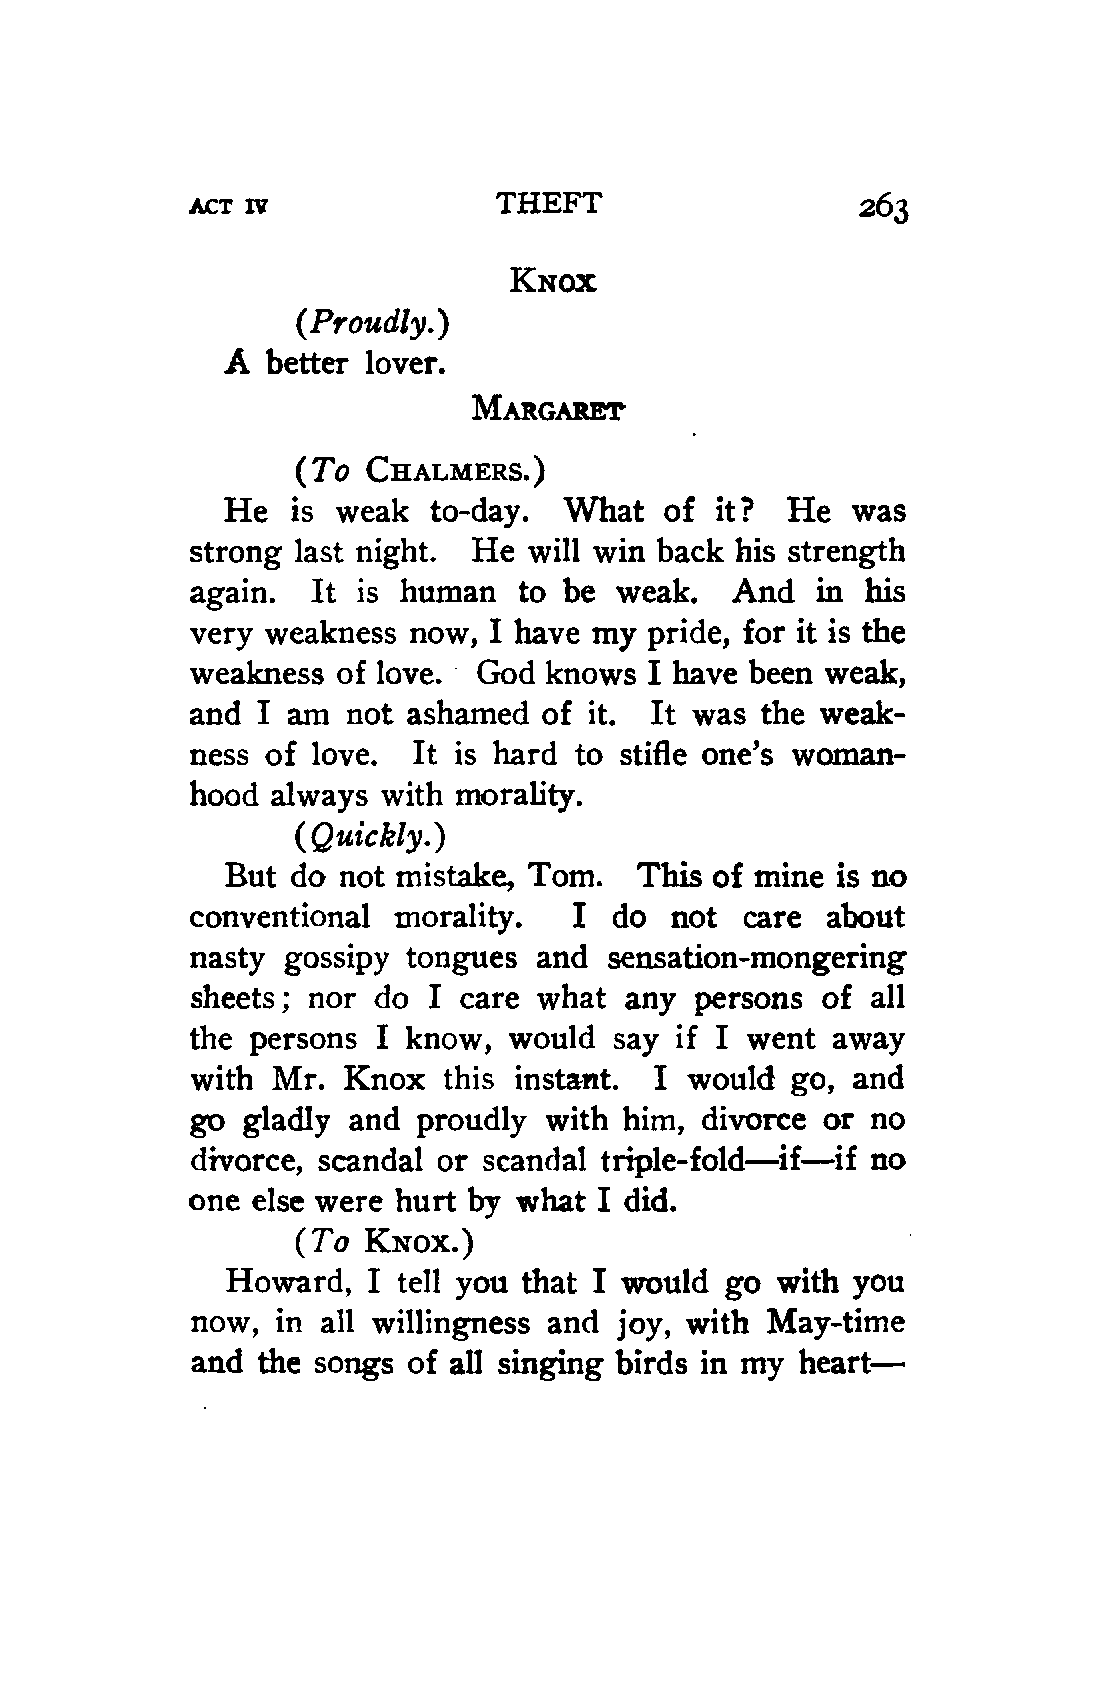 ACT IV THEFT 263
KNOX
(Proudly.)
A better lover.
MARGARET
(To CHALMERS.)
He is weak to-day. What of it? He was
strong last night. He will win back his strength
again. It is human to be weak. And in his
very weakness now, I have my pride, for it is the
weakness of love. God knows I have been weak,
and I am not ashamed of it. It was the weak-
ness of love. It is hard to stifle one's woman-
hood always with morality.
(Quickly.)
But do not mistake, Tom. This of mine is no
conventional morality. I do not care about
nasty gossipy tongues and sensation-mongering
sheets; nor do I care what any persons of all
the persons I know, would say if I went away
with Mr. Knox this instant. I would go, and
go gladly and proudly with him, divorce or no
divorce, scandal or scandal triple-fold—if—if no
one else were hurt by what I did.
(To KNOX.)
Howard, I tell you that I would go with you
now, in all willingness and joy, with May-time
and the songs of all singing birds in my heart—